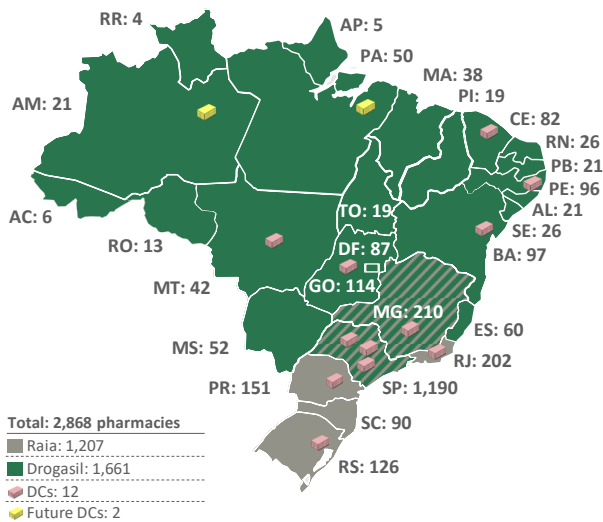 RR: 4
AP: 5
PA: 50
MA: 38
PI: 19
CE: 82
AM: 21
RN: 26
PB: 21
PE: 96
AL: 21
SE: 26
BA: 97
AC: 6
TO: 19
RO: 13
DF: 87
GO: 114
MT: 42
MG: 210
ES: 60
MS: 52
RJ: 202
PR: 151
SP: 1,190
SC: 90
RS: 126
Total: 2,868 pharmacies
Raia: 1,207
Drogasil: 1,661
DCs: 12
Future DCs: 2